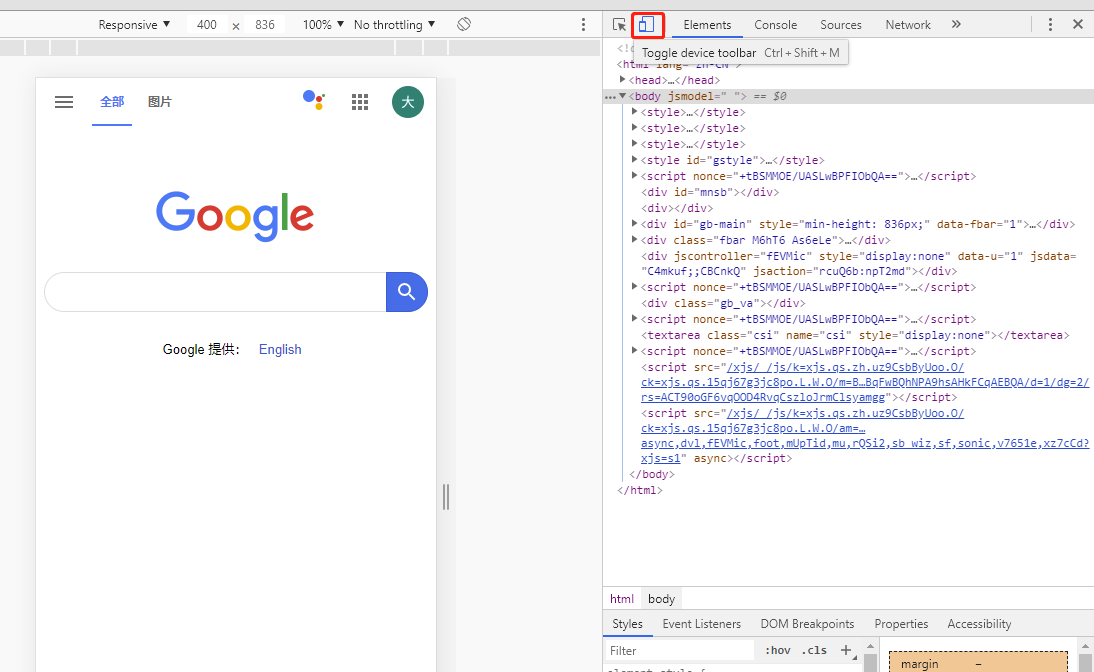 Responsive ▼ 400 × 836 100% ▼ No throttling ▼
Elements Console Sources Network »
Toggle device toolbar Ctrl + Shift + M
<head>…</head>
<body jsmodel=" "> == $0
<style>…</style>
<style>…</style>
<style>…</style>
<style id="gstyle">…</style>
<script nonce="+tBSMMOE/UASLwBPFIObQA==">…</script>
<div id="mnsb"></div>
<div></div>
<div id="gb-main" style="min-height: 836px;" data-fbar="1">…</div>
<div class="fbar M6hT6 As6eLe">…</div>
<div jscontroller="fEVMic" style="display:none" data-u="1" jsdata=
"C4mkuf;;CBCnkQ" jsaction="rcuQ6b:npT2md"></div>
<script nonce="+tBSMMOE/UASLwBPFIObQA==">…</script>
<div class="gb_va"></div>
<script nonce="+tBSMMOE/UASLwBPFIObQA==">…</script>
<textarea class="csi" name="csi" style="display:none"></textarea>
<script nonce="+tBSMMOE/UASLwBPFIObQA==">…</script>
<script src="/xjs/_/js/k=xjs.qs.zh.uz9CsbByUoo.O/
ck=xjs.qs.15qj67g3jc8po.L.W.O/m=B…BqFwBQhNPA9hsAHkFCqAEBQA/d=1/dg=2/
rs=ACT90oGF6vqOOD4RvqCszloJrmClsyamgg"></script>
<script src="/xjs/_/js/k=xjs.qs.zh.uz9CsbByUoo.O/
ck=xjs.qs.15qj67g3jc8po.L.W.O/am=…
async,dvl,fEVMic,foot,mUpTid,mu,rQSi2,sb_wiz,sf,sonic,v7651e,xz7cCd?
xjs=s1" async></script>
</body>
</html>
全部 图片 大
Google
Google 提供： English
html body
Styles Event Listeners DOM Breakpoints Properties Accessibility
Filter :hov .cls +
margin –